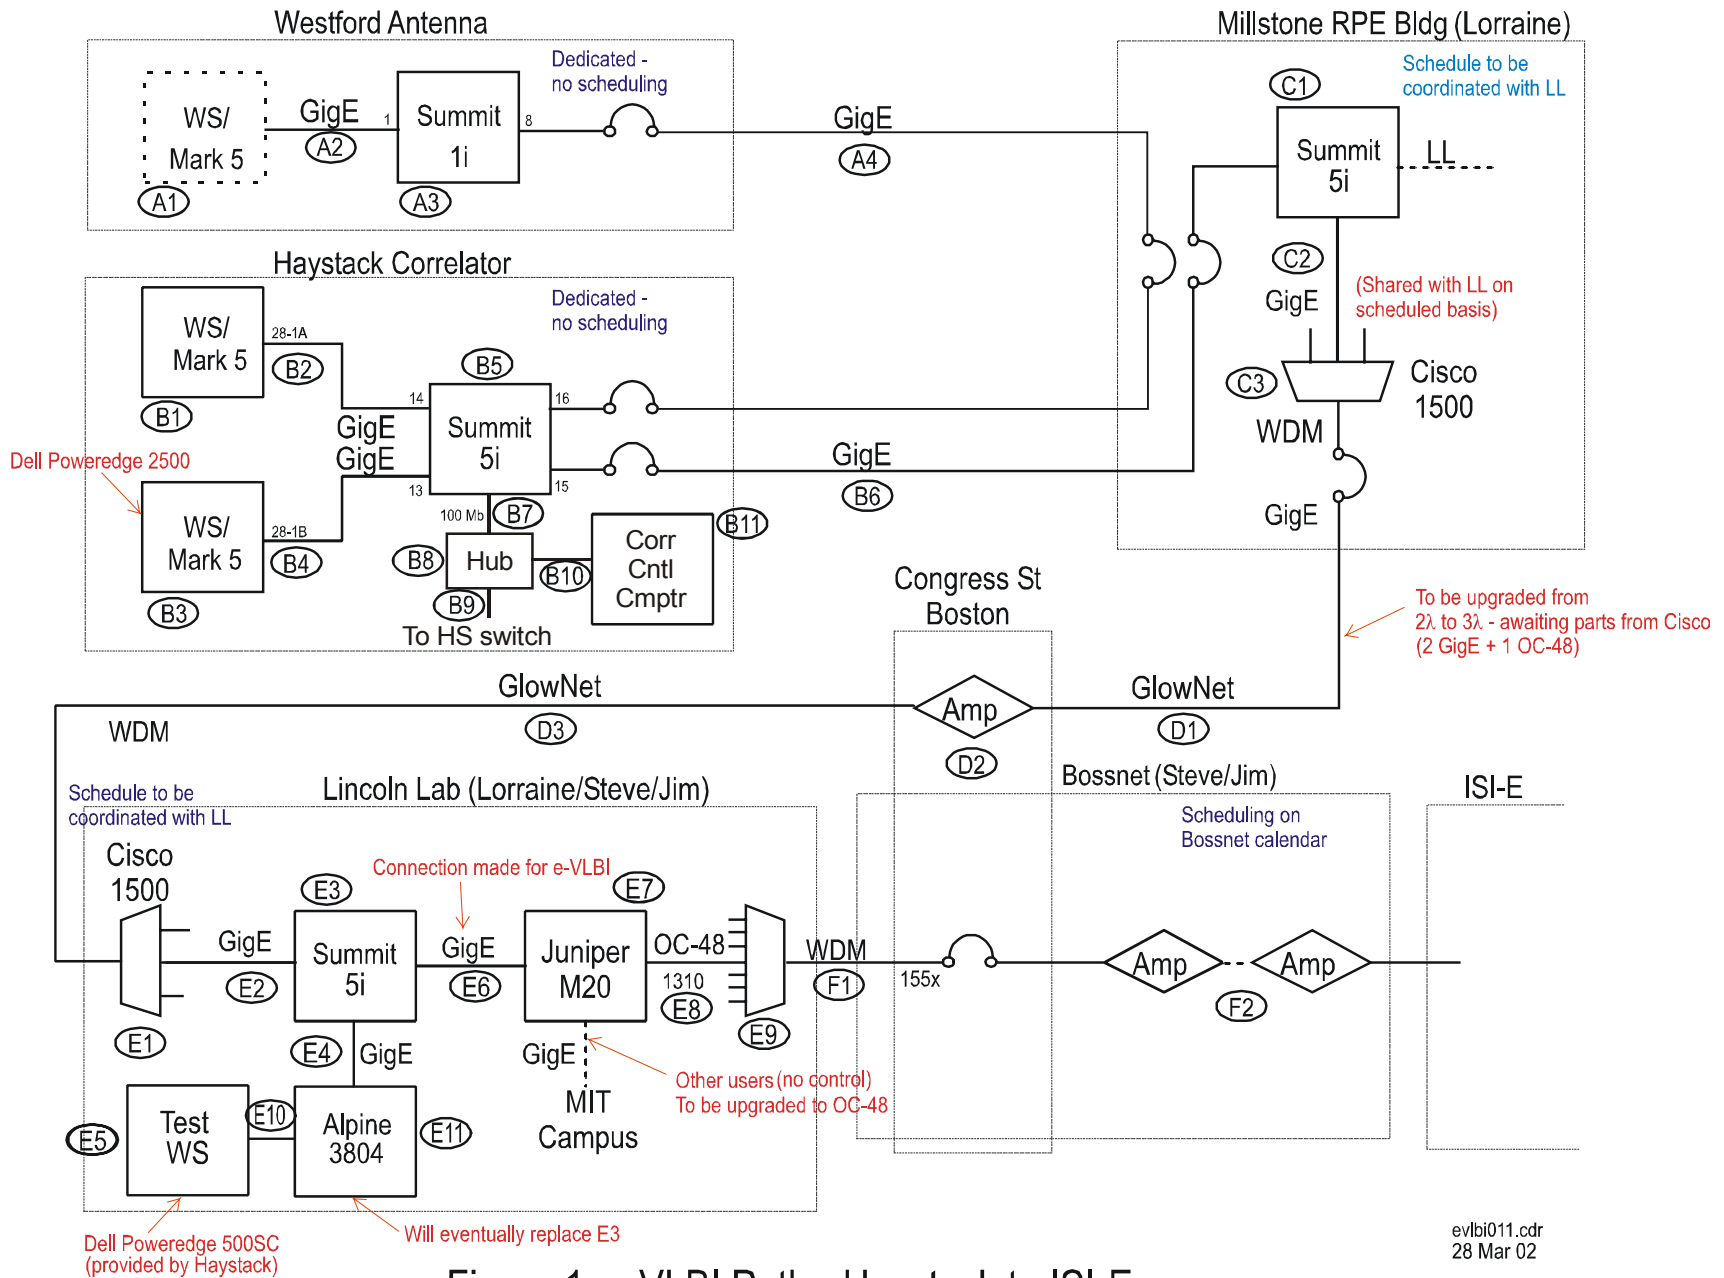 Westford Antenna
Dedicated -
no scheduling
WS/
Mark 5
A1
GigE
A2
1
Summit
1i
8
A3
GigE
A4
Millstone RPE Bldg (Lorraine)
Schedule to be
coordinated with LL
C1
Summit
5i
LL
C2
GigE
(Shared with LL on
scheduled basis)
C3
Cisco
1500
WDM
GigE
Haystack Correlator
Dedicated -
no scheduling
WS/
Mark 5
28-1A
B2
B1
B5
14
16
GigE
GigE
Summit
5i
13
15
GigE
B6
Dell Poweredge 2500
WS/
Mark 5
28-1B
B4
B3
100 Mb
B7
B8
Hub
B9
B10
B11
Corr
Cntl
Cmptr
To HS switch
Congress St
Boston
To be upgraded from
2λ to 3λ - awaiting parts from Cisco
(2 GigE + 1 OC-48)
GlowNet
D3
Amp
D2
GlowNet
D1
WDM
Schedule to be
coordinated with LL
Lincoln Lab (Lorraine/Steve/Jim)
Bossnet (Steve/Jim)
ISI-E
Scheduling on
Bossnet calendar
Cisco
1500
E1
GigE
E2
E3
Summit
5i
Connection made for e-VLBI
GigE
E6
E7
Juniper
M20
OC-48
1310
E8
E9
WDM
F1
155x
Amp
Amp
F2
E4
GigE
GigE
Other users (no control)
To be upgraded to OC-48
MIT
Campus
E5
Test
WS
E10
Alpine
3804
E11
Dell Poweredge 500SC
(provided by Haystack)
Will eventually replace E3
evlbi011.cdr
28 Mar 02